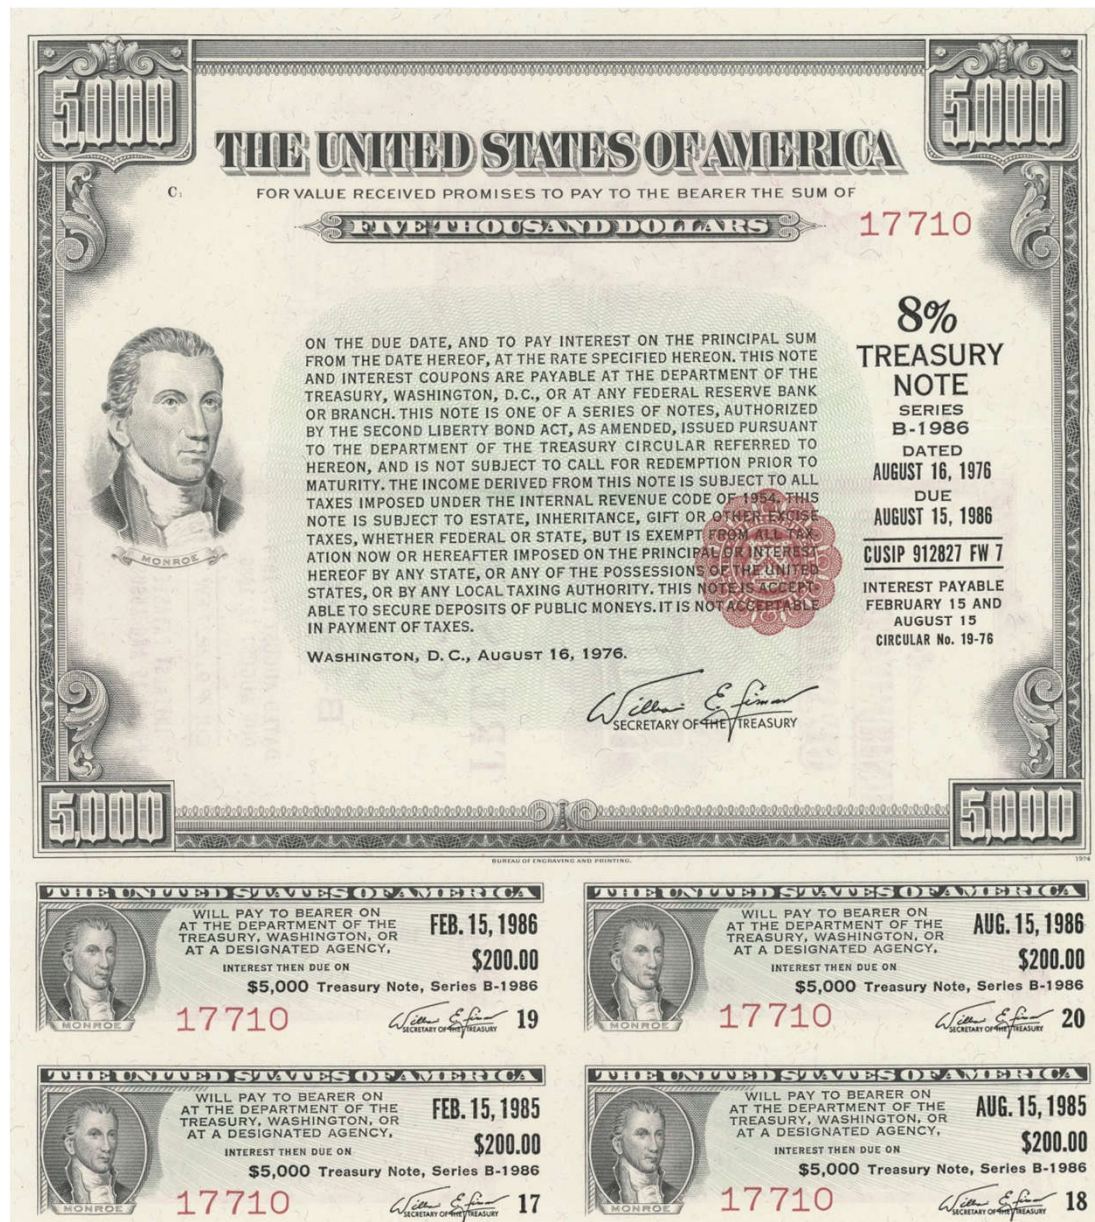 5,000
5,000
THE UNITED STATES OF AMERICA
C1
FOR VALUE RECEIVED PROMISES TO PAY TO THE BEARER THE SUM OF
FIVE THOUSAND DOLLARS
17710
ON THE DUE DATE, AND TO PAY INTEREST ON THE PRINCIPAL SUM
FROM THE DATE HEREOF, AT THE RATE SPECIFIED HEREON. THIS NOTE
AND INTEREST COUPONS ARE PAYABLE AT THE DEPARTMENT OF THE
TREASURY, WASHINGTON, D.C., OR AT ANY FEDERAL RESERVE BANK
OR BRANCH. THIS NOTE IS ONE OF A SERIES OF NOTES, AUTHORIZED
BY THE SECOND LIBERTY BOND ACT, AS AMENDED, ISSUED PURSUANT
TO THE DEPARTMENT OF THE TREASURY CIRCULAR REFERRED TO
HEREON, AND IS NOT SUBJECT TO CALL FOR REDEMPTION PRIOR TO
MATURITY. THE INCOME DERIVED FROM THIS NOTE IS SUBJECT TO ALL
TAXES IMPOSED UNDER THE INTERNAL REVENUE CODE OF 1954. THIS
NOTE IS SUBJECT TO ESTATE, INHERITANCE, GIFT OR OTHER EXCISE
TAXES, WHETHER FEDERAL OR STATE, BUT IS EXEMPT FROM ALL TAX-
ATION NOW OR HEREAFTER IMPOSED ON THE PRINCIPAL OR INTEREST
HEREOF BY ANY STATE, OR ANY OF THE POSSESSIONS OF THE UNITED
STATES, OR BY ANY LOCAL TAXING AUTHORITY. THIS NOTE IS ACCEPT-
ABLE TO SECURE DEPOSITS OF PUBLIC MONEYS. IT IS NOT ACCEPTABLE
IN PAYMENT OF TAXES.
WASHINGTON, D. C., AUGUST 16, 1976.
William E. Simon
SECRETARY OF THE TREASURY
MONROE
8%
TREASURY
NOTE
SERIES
B-1986
DATED
AUGUST 16, 1976
DUE
AUGUST 15, 1986
CUSIP 912827 FW 7
INTEREST PAYABLE
FEBRUARY 15 AND
AUGUST 15
CIRCULAR No. 19-76
5,000
5,000
BUREAU OF ENGRAVING AND PRINTING.
1974
THE UNITED STATES OF AMERICA
WILL PAY TO BEARER ON
AT THE DEPARTMENT OF THE
TREASURY, WASHINGTON, OR
AT A DESIGNATED AGENCY,
FEB. 15, 1986
INTEREST THEN DUE ON
$200.00
$5,000 Treasury Note, Series B-1986
MONROE
17710
William E. Simon
SECRETARY OF THE TREASURY
19
THE UNITED STATES OF AMERICA
WILL PAY TO BEARER ON
AT THE DEPARTMENT OF THE
TREASURY, WASHINGTON, OR
AT A DESIGNATED AGENCY,
AUG. 15, 1986
INTEREST THEN DUE ON
$200.00
$5,000 Treasury Note, Series B-1986
MONROE
17710
William E. Simon
SECRETARY OF THE TREASURY
20
THE UNITED STATES OF AMERICA
WILL PAY TO BEARER ON
AT THE DEPARTMENT OF THE
TREASURY, WASHINGTON, OR
AT A DESIGNATED AGENCY,
FEB. 15, 1985
INTEREST THEN DUE ON
$200.00
$5,000 Treasury Note, Series B-1986
MONROE
17710
William E. Simon
SECRETARY OF THE TREASURY
17
THE UNITED STATES OF AMERICA
WILL PAY TO BEARER ON
AT THE DEPARTMENT OF THE
TREASURY, WASHINGTON, OR
AT A DESIGNATED AGENCY,
AUG. 15, 1985
INTEREST THEN DUE ON
$200.00
$5,000 Treasury Note, Series B-1986
MONROE
17710
William E. Simon
SECRETARY OF THE TREASURY
18